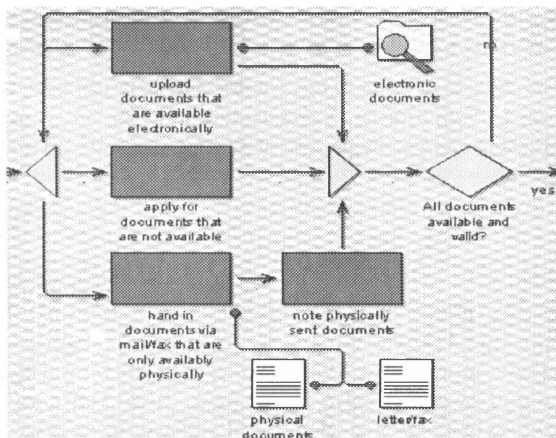 no
upload
documents that
are available
electronically
electronic
documents
apply for
documents that
are not available
All documents
available and
valid?
yes
hand in
documents via
mail/fax that are
only availably
physically
note physically
sent documents
physical
documents
letter/fax